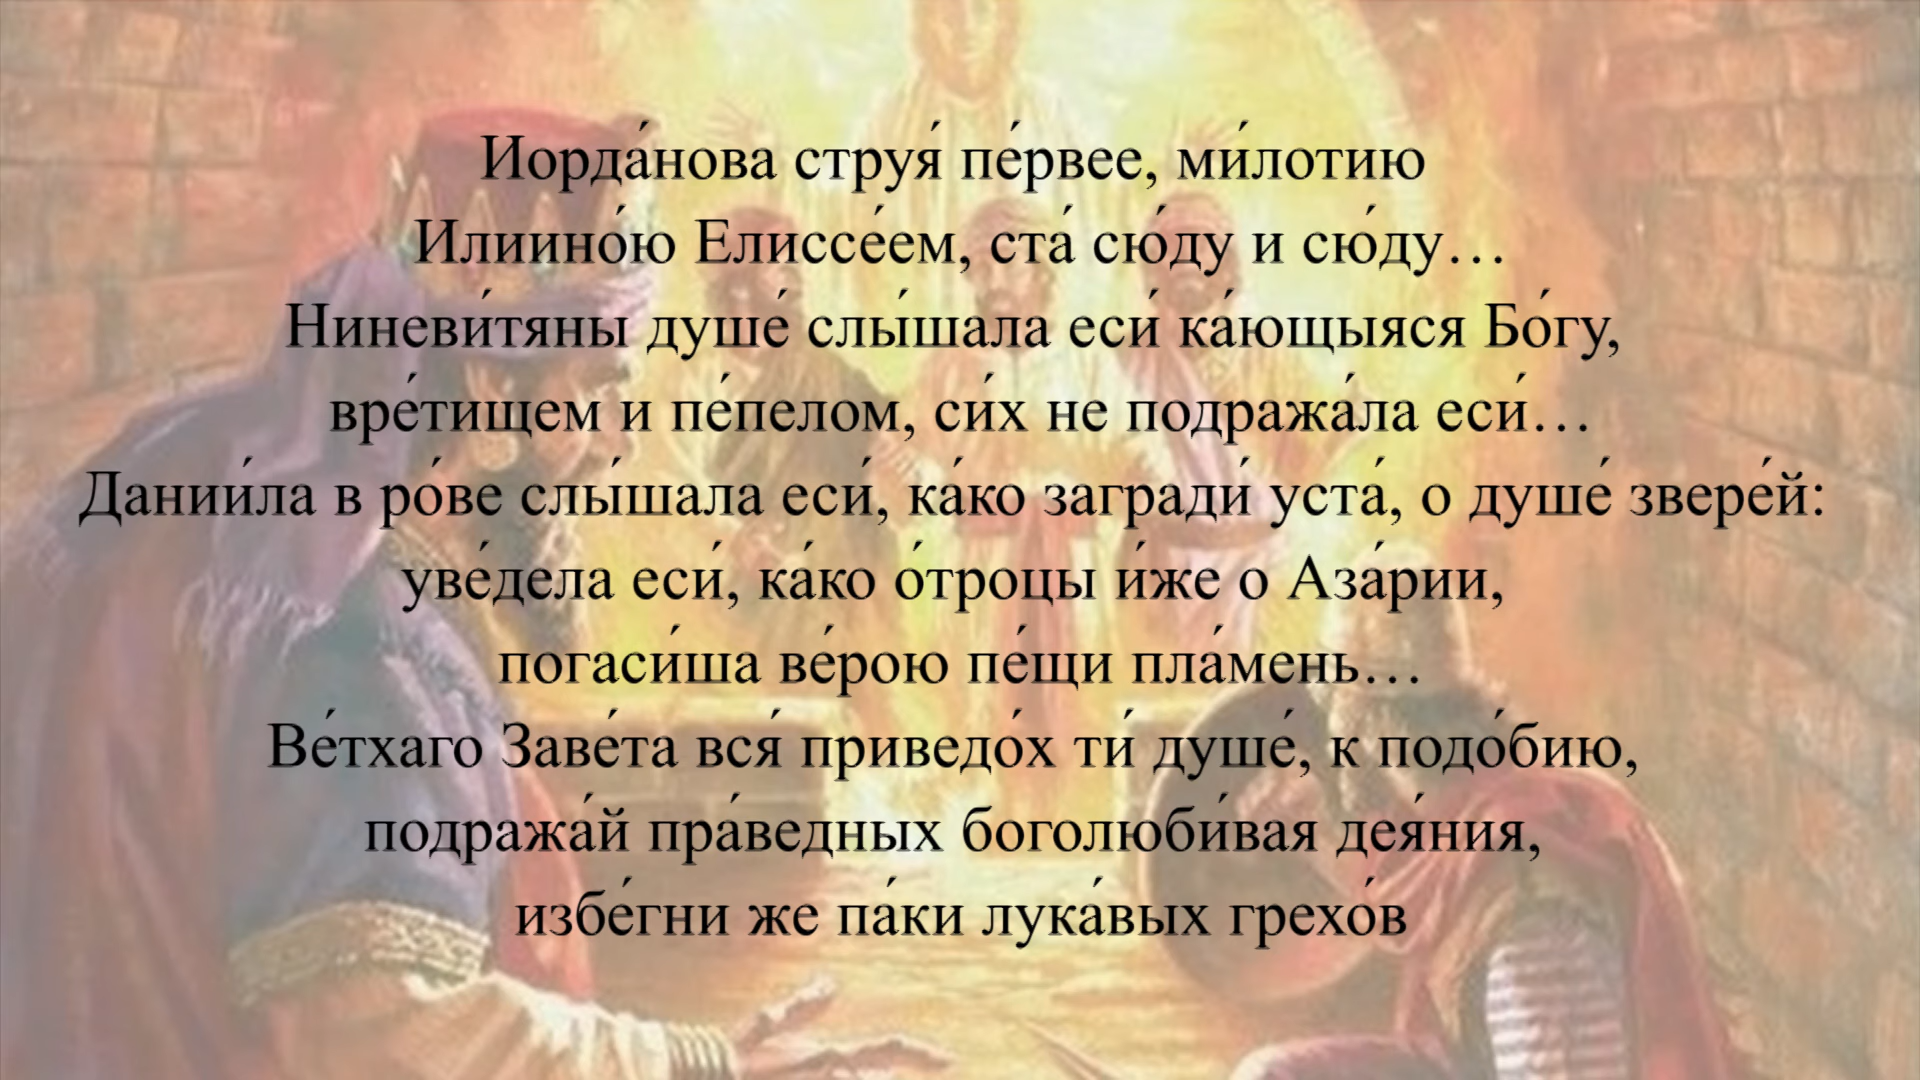 Иорда́нова струя́ пе́рвее, ми́лотию
Илиино́ю Елиссе́ем, ста́ сю́ду и сю́ду…
Ниневи́тяны душе́ слы́шала еси́ ка́ющыяся Бо́гу,
вре́тищем и пе́пелом, си́х не подража́ла еси́…
Дании́ла в ро́ве слы́шала еси́, ка́ко загради́ уста́, о душе́ звере́й:
уве́дела еси́, ка́ко о́троцы и́же о Аза́рии,
погаси́ша ве́рою пе́щи пла́мень…
Ве́тхаго Заве́та вся́ приведо́х ти́ душе́, к подо́бию,
подража́й пра́ведных боголюби́вая дея́ния,
избе́гни же па́ки лука́вых грехо́в